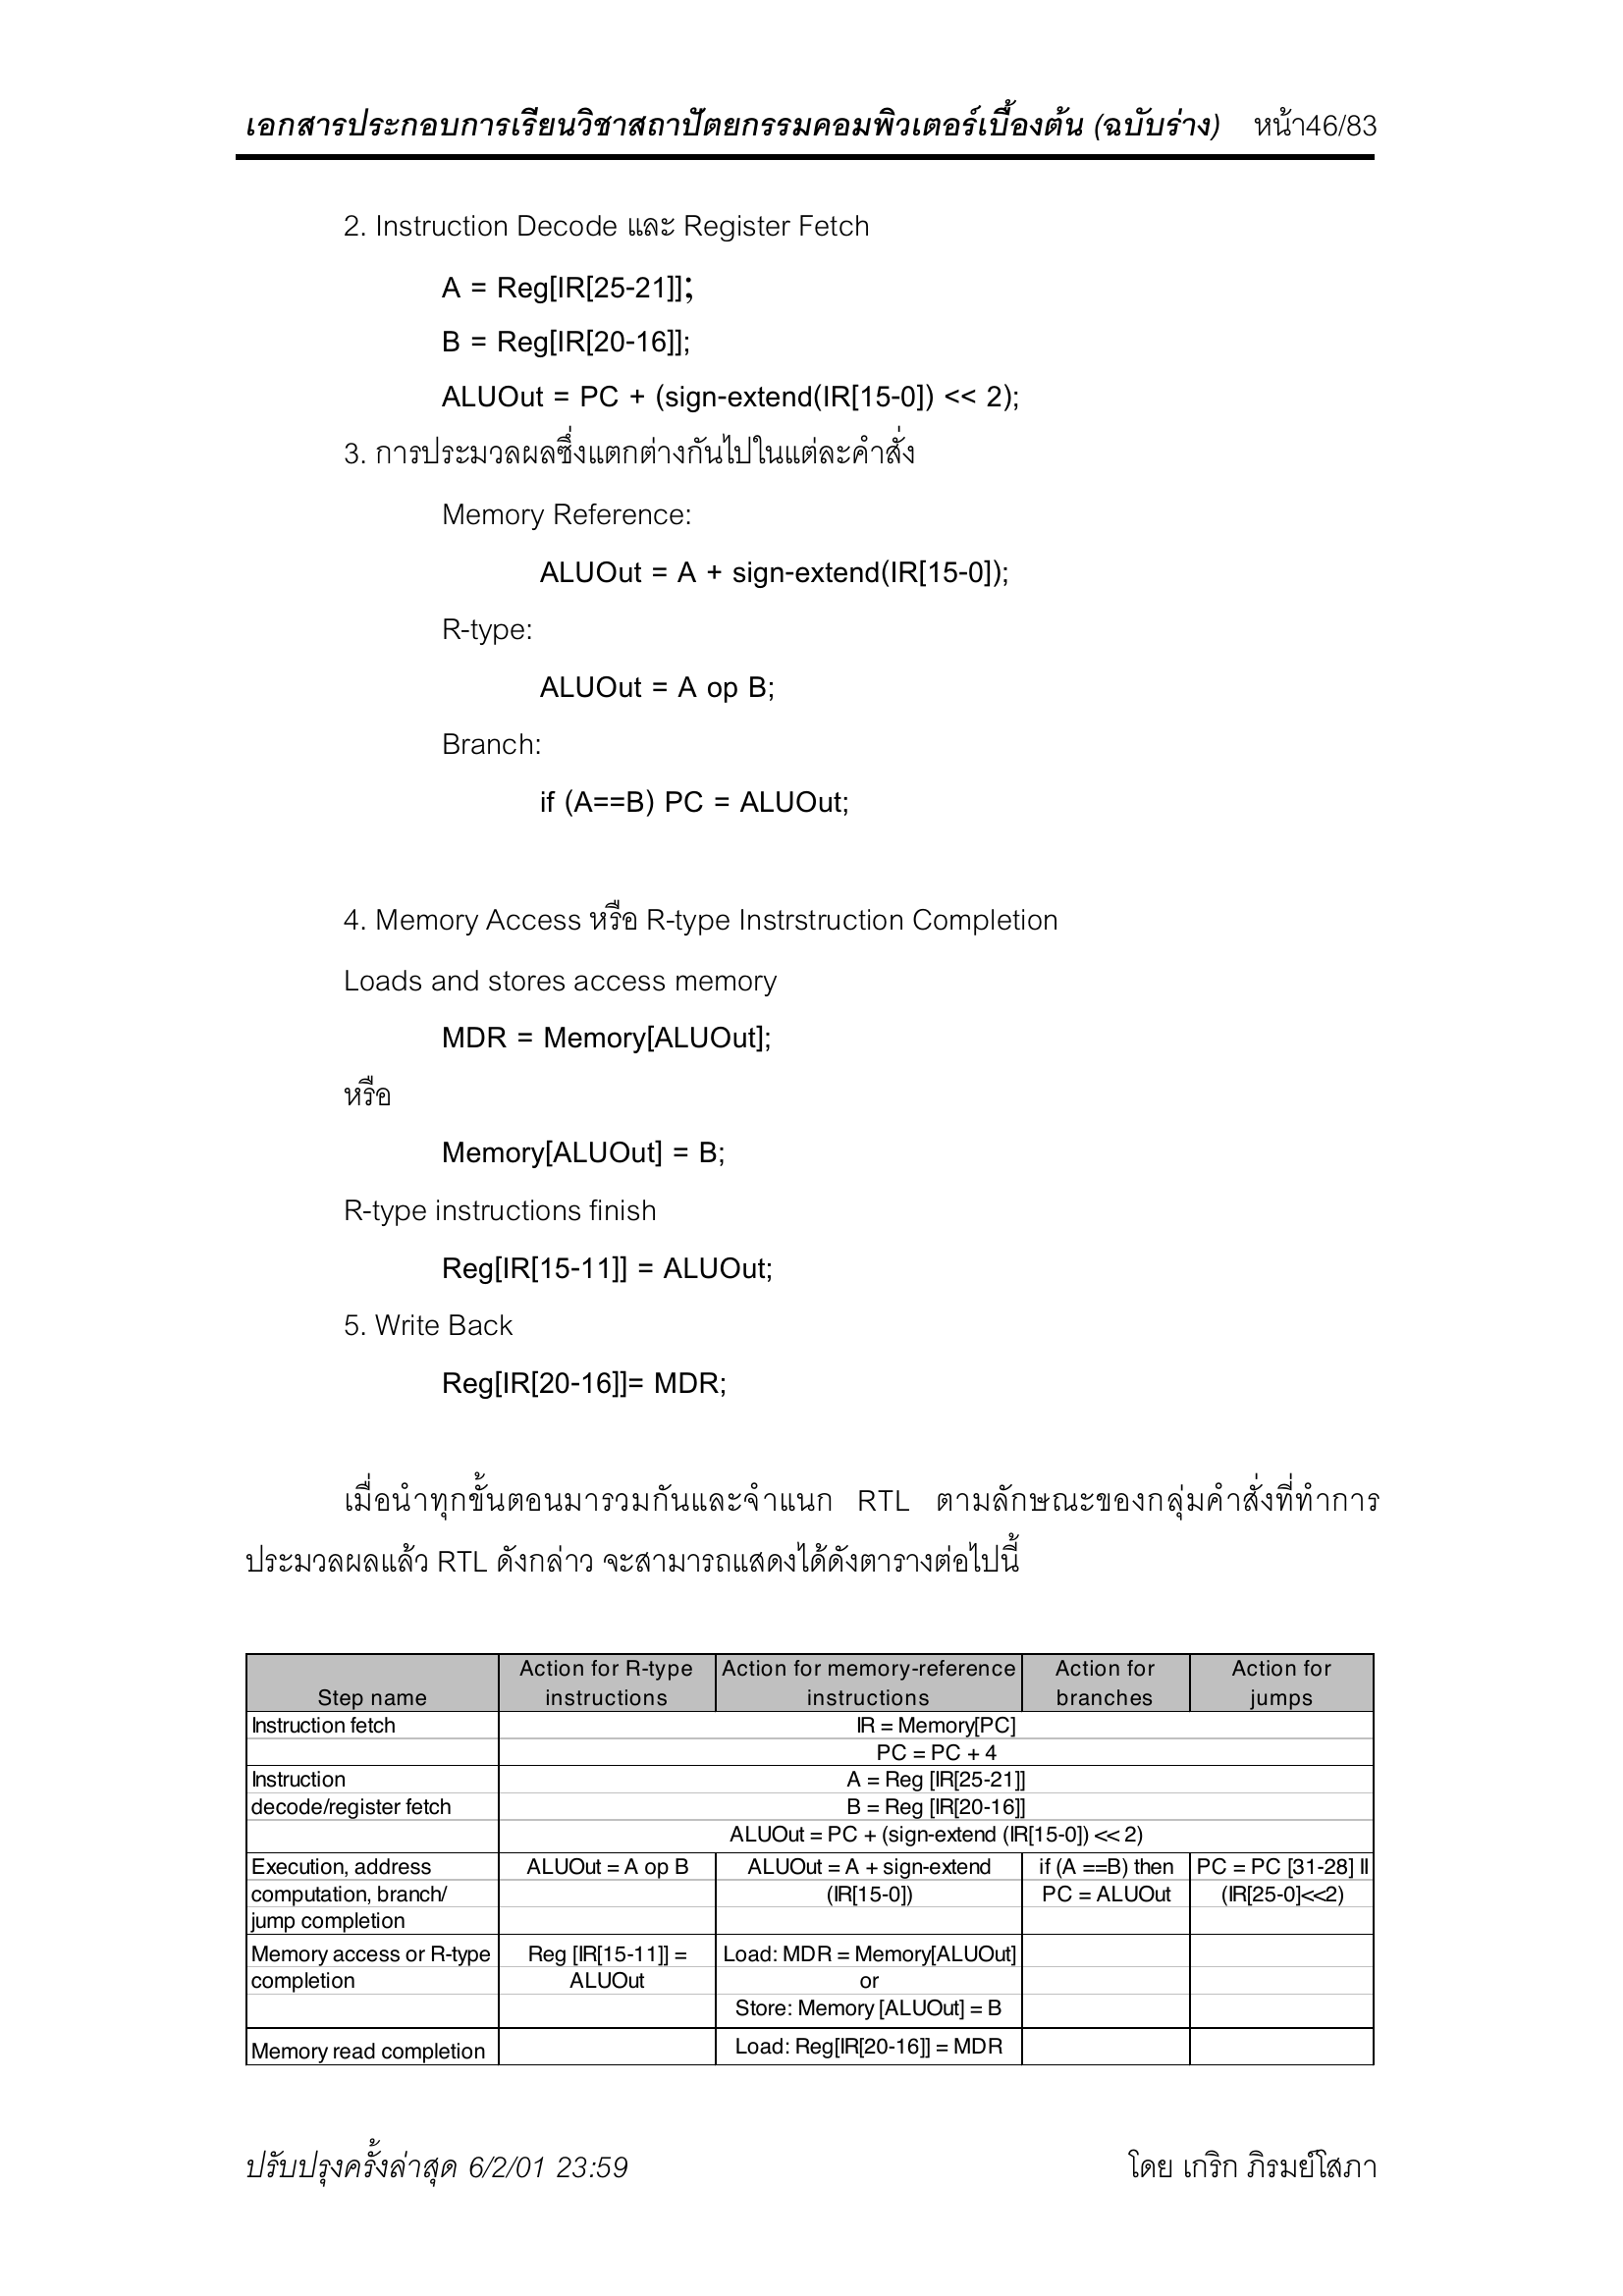 เอกสารประกอบการเรียนวิชาสถาปัตยกรรมคอมพิวเตอร์เบื้องต้น (ฉบับร่าง) หน้า46/83
2. Instruction Decode และ Register Fetch
A = Reg[IR[25-21]];
B = Reg[IR[20-16]];
ALUOut = PC + (sign-extend(IR[15-0]) << 2);
3. การประมวลผลซึ่งแตกต่างกันไปในแต่ละคำสั่ง
Memory Reference:
ALUOut = A + sign-extend(IR[15-0]);
R-type:
ALUOut = A op B;
Branch:
if (A==B) PC = ALUOut;
4. Memory Access หรือ R-type Instrstruction Completion
Loads and stores access memory
MDR = Memory[ALUOut];
หรือ
Memory[ALUOut] = B;
R-type instructions finish
Reg[IR[15-11]] = ALUOut;
5. Write Back
Reg[IR[20-16]]= MDR;
เมื่อนำทุกขั้นตอนมารวมกันและจำแนก RTL ตามลักษณะของกลุ่มคำสั่งที่ทำการ
ประมวลผลแล้ว RTL ดังกล่าว จะสามารถแสดงได้ดังตารางต่อไปนี้
Action for R-type Action for memory-reference Action for Action for
Step name instructions instructions branches jumps
Instruction fetch IR = Memory[PC]
PC = PC + 4
Instruction A = Reg [IR[25-21]]
decode/register fetch B = Reg [IR[20-16]]
ALUOut = PC + (sign-extend (IR[15-0]) << 2)
Execution, address ALUOut = A op B ALUOut = A + sign-extend if (A ==B) then PC = PC [31-28] II
computation, branch/ (IR[15-0]) PC = ALUOut (IR[25-0]<<2)
jump completion
Memory access or R-type Reg [IR[15-11]] = Load: MDR = Memory[ALUOut]
completion ALUOut or
Store: Memory [ALUOut] = B
Memory read completion Load: Reg[IR[20-16]] = MDR
ปรับปรุงครั้งล่าสุด 6/2/01 23:59 โดย เกริก ภิรมย์โสภา